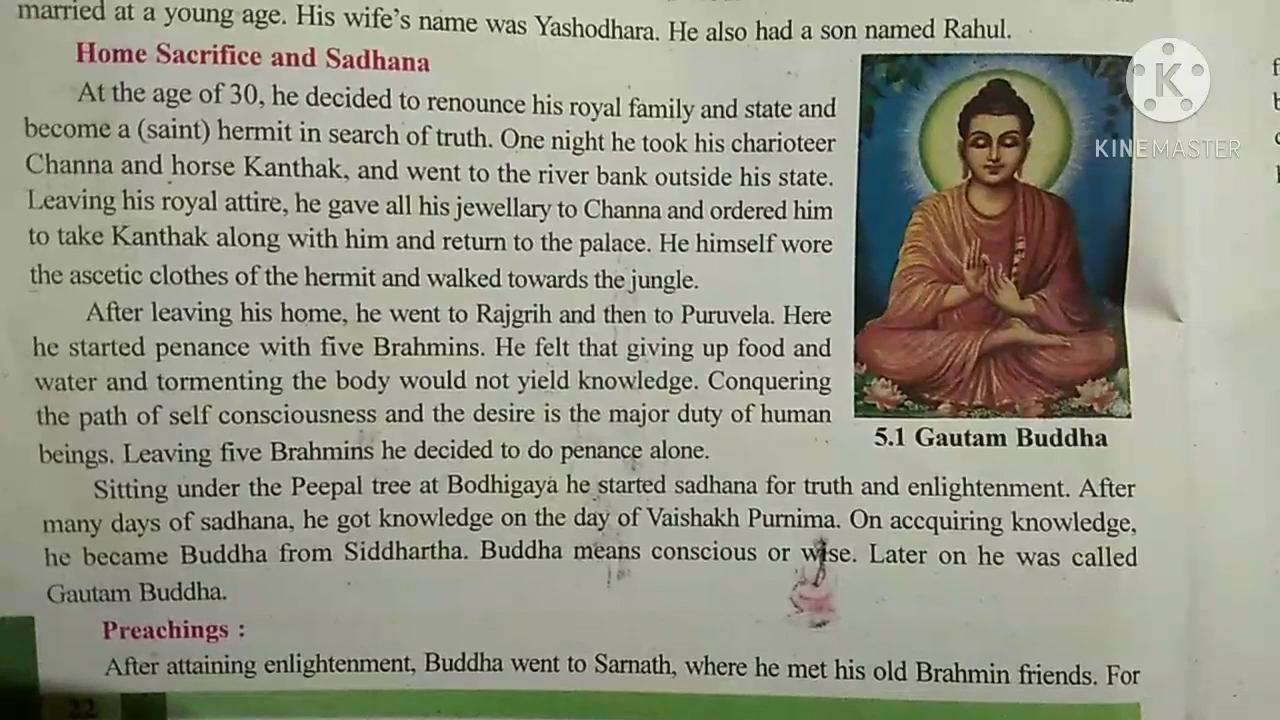 married at a young age. His wife's name was Yashodhara. He also had a son named Rahul.
Home Sacrifice and Sadhana
At the age of 30, he decided to renounce his royal family and state and
become a (saint) hermit in search of truth. One night he took his charioteer
Channa and horse Kanthak, and went to the river bank outside his state.
Leaving his royal attire, he gave all his jewellary to Channa and ordered him
to take Kanthak along with him and return to the palace. He himself wore
the ascetic clothes of the hermit and walked towards the jungle.
After leaving his home, he went to Rajgrih and then to Puruvela. Here
he started penance with five Brahmins. He felt that giving up food and
water and tormenting the body would not yield knowledge. Conquering
the path of self consciousness and the desire is the major duty of human
beings. Leaving five Brahmins he decided to do penance alone.
K
KINEMASTER
5.1 Gautam Buddha
Sitting under the Peepal tree at Bodhigaya he started sadhana for truth and enlightenment. After
many days of sadhana, he got knowledge on the day of Vaishakh Purnima. On accquiring knowledge,
he became Buddha from Siddhartha. Buddha means conscious or wise. Later on he was called
Gautam Buddha.
Preachings :
After attaining enlightenment, Buddha went to Sarnath, where he met his old Brahmin friends. For
22